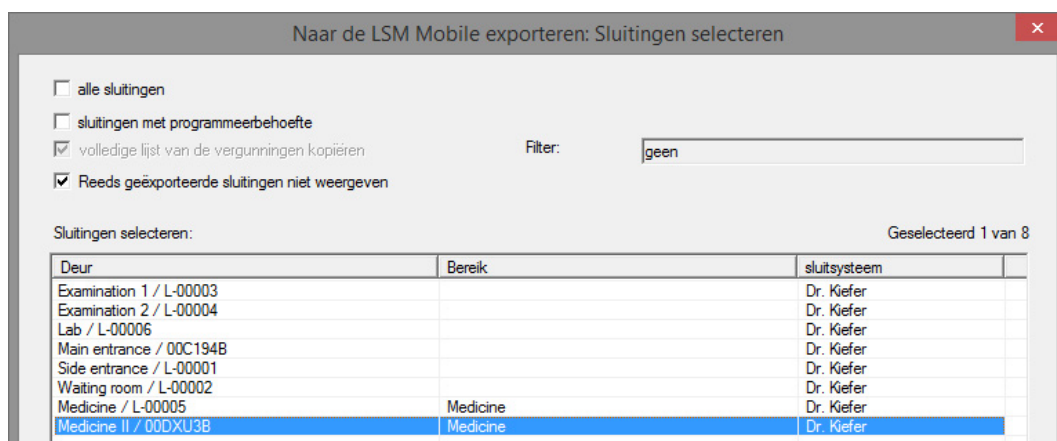 Naar de LSM Mobile exporteren: Sluitingen selecteren
alle sluitingen
sluitingen met programmeerbehoefte
volledige lijst van de vergunningen kopiëren
Filter: geen
Reeds geëxporteerde sluitingen niet weergeven
Sluitingen selecteren: Geselecteerd 1 van 8
Deur Bereik sluitsysteem
Examination 1 / L-00003 Dr. Kiefer
Examination 2 / L-00004 Dr. Kiefer
Lab / L-00006 Dr. Kiefer
Main entrance / 00C194B Dr. Kiefer
Side entrance / L-00001 Dr. Kiefer
Waiting room / L-00002 Dr. Kiefer
Medicine / L-00005 Medicine Dr. Kiefer
Medicine II / 00DXU3B Medicine Dr. Kiefer